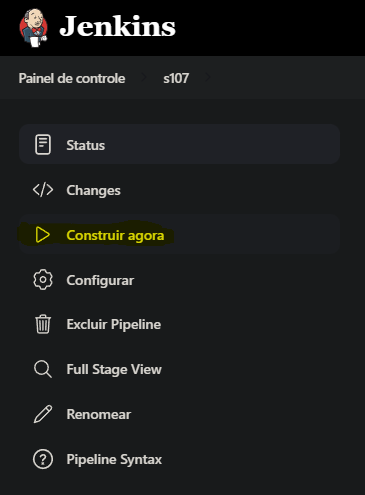 Jenkins
Painel de controle s107
Status
Changes
Construir agora
Configurar
Excluir Pipeline
Full Stage View
Renomear
Pipeline Syntax